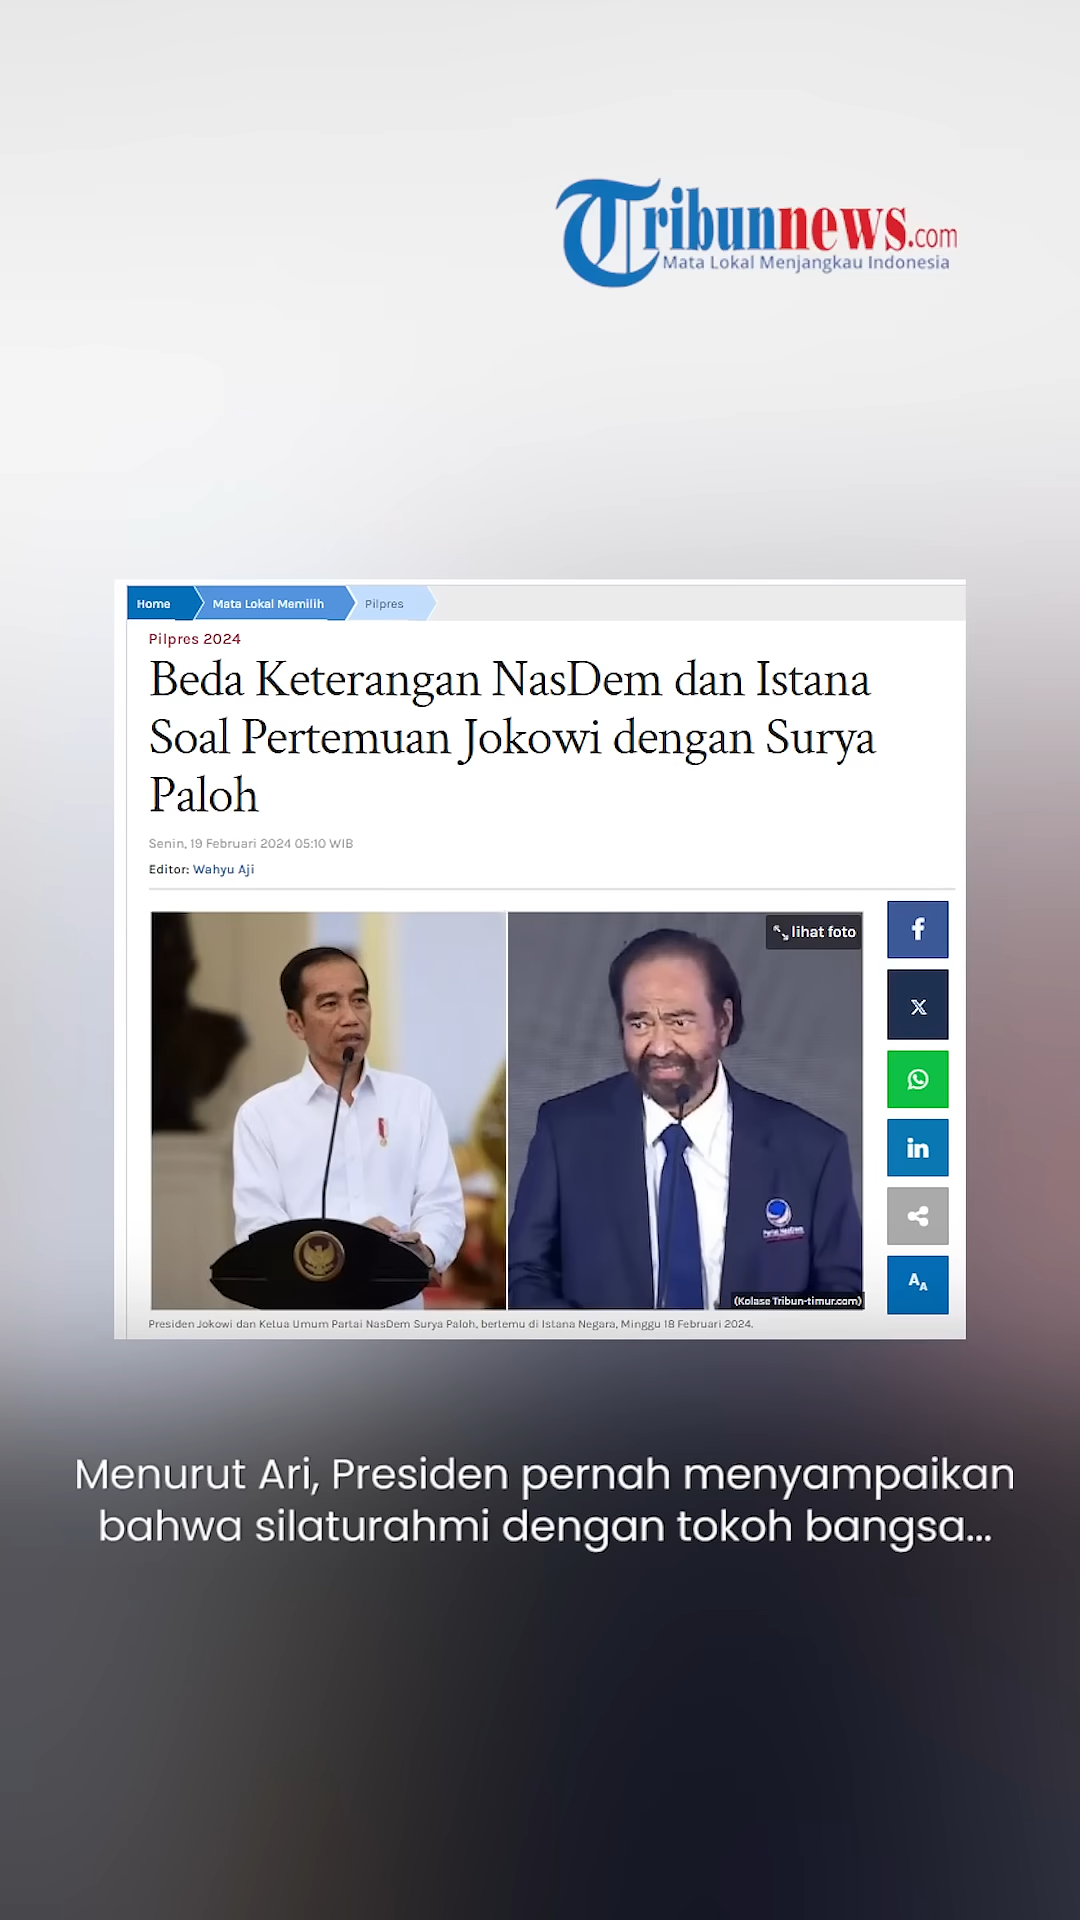 Tribunnews.com
Mata Lokal Menjangkau Indonesia
Home
Mata Lokal Memilih
Pilpres
Pilpres 2024
Beda Keterangan NasDem dan Istana
Soal Pertemuan Jokowi dengan Surya
Paloh
Senin, 19 Februari 2024 05:10 WIB
Editor: Wahyu Aji
lihat foto
Partai NasDem
(Kolase Tribun-timur.com)
AA
Presiden Jokowi dan Ketua Umum Partai NasDem Surya Paloh, bertemu di Istana Negara, Minggu 18 Februari 2024.
Menurut Ari, Presiden pernah menyampaikan
bahwa silaturahmi dengan tokoh bangsa...